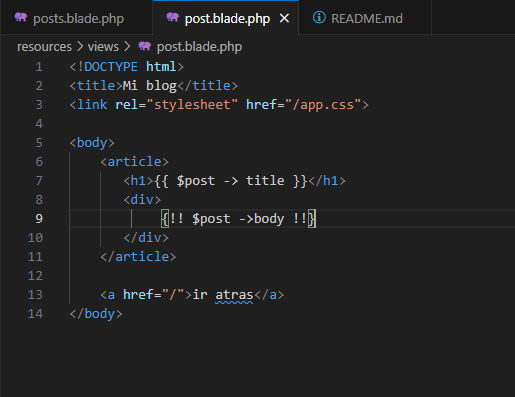 posts.blade.php post.blade.php × README.md
resources > views > post.blade.php
1 <!DOCTYPE html>
2 <title>Mi blog</title>
3 <link rel="stylesheet" href="/app.css">
4
5 <body>
6 <article>
7 <h1>{{ $post -> title }}</h1>
8 <div>
9 {!! $post ->body !!}
10 </div>
11 </article>
12
13 <a href="/">ir atras</a>
14 </body>